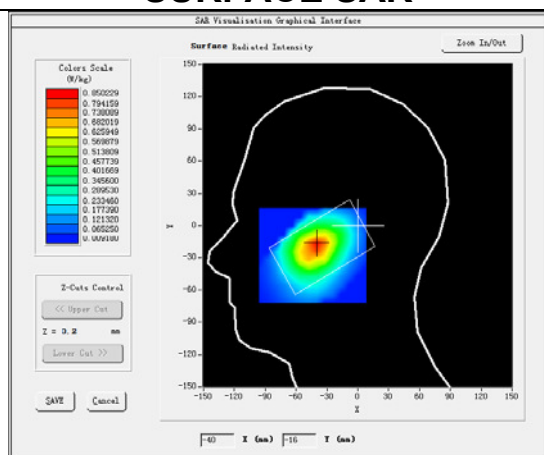 SURFACE SAR
SAR Visualisation Graphical Interface
Surface Radiated Intensity
Zoom In/Out
Colors Scale
(W/kg)
0.850229
0.794159
0.738089
0.682019
0.625949
0.569879
0.513809
0.457739
0.401669
0.345600
0.289530
0.233460
0.177390
0.121320
0.065250
0.009180
Z-Cuts Control
<< Upper Cut
Z = 0.2 mm
Lower Cut >>
SAVE
Cancel
150
120
90
60
30
Y
0
-30
-60
-90
-120
-150
-150 -120 -90 -60 -30 0 30 60 90 120 150
X
-40 X (mm) -16 Y (mm)